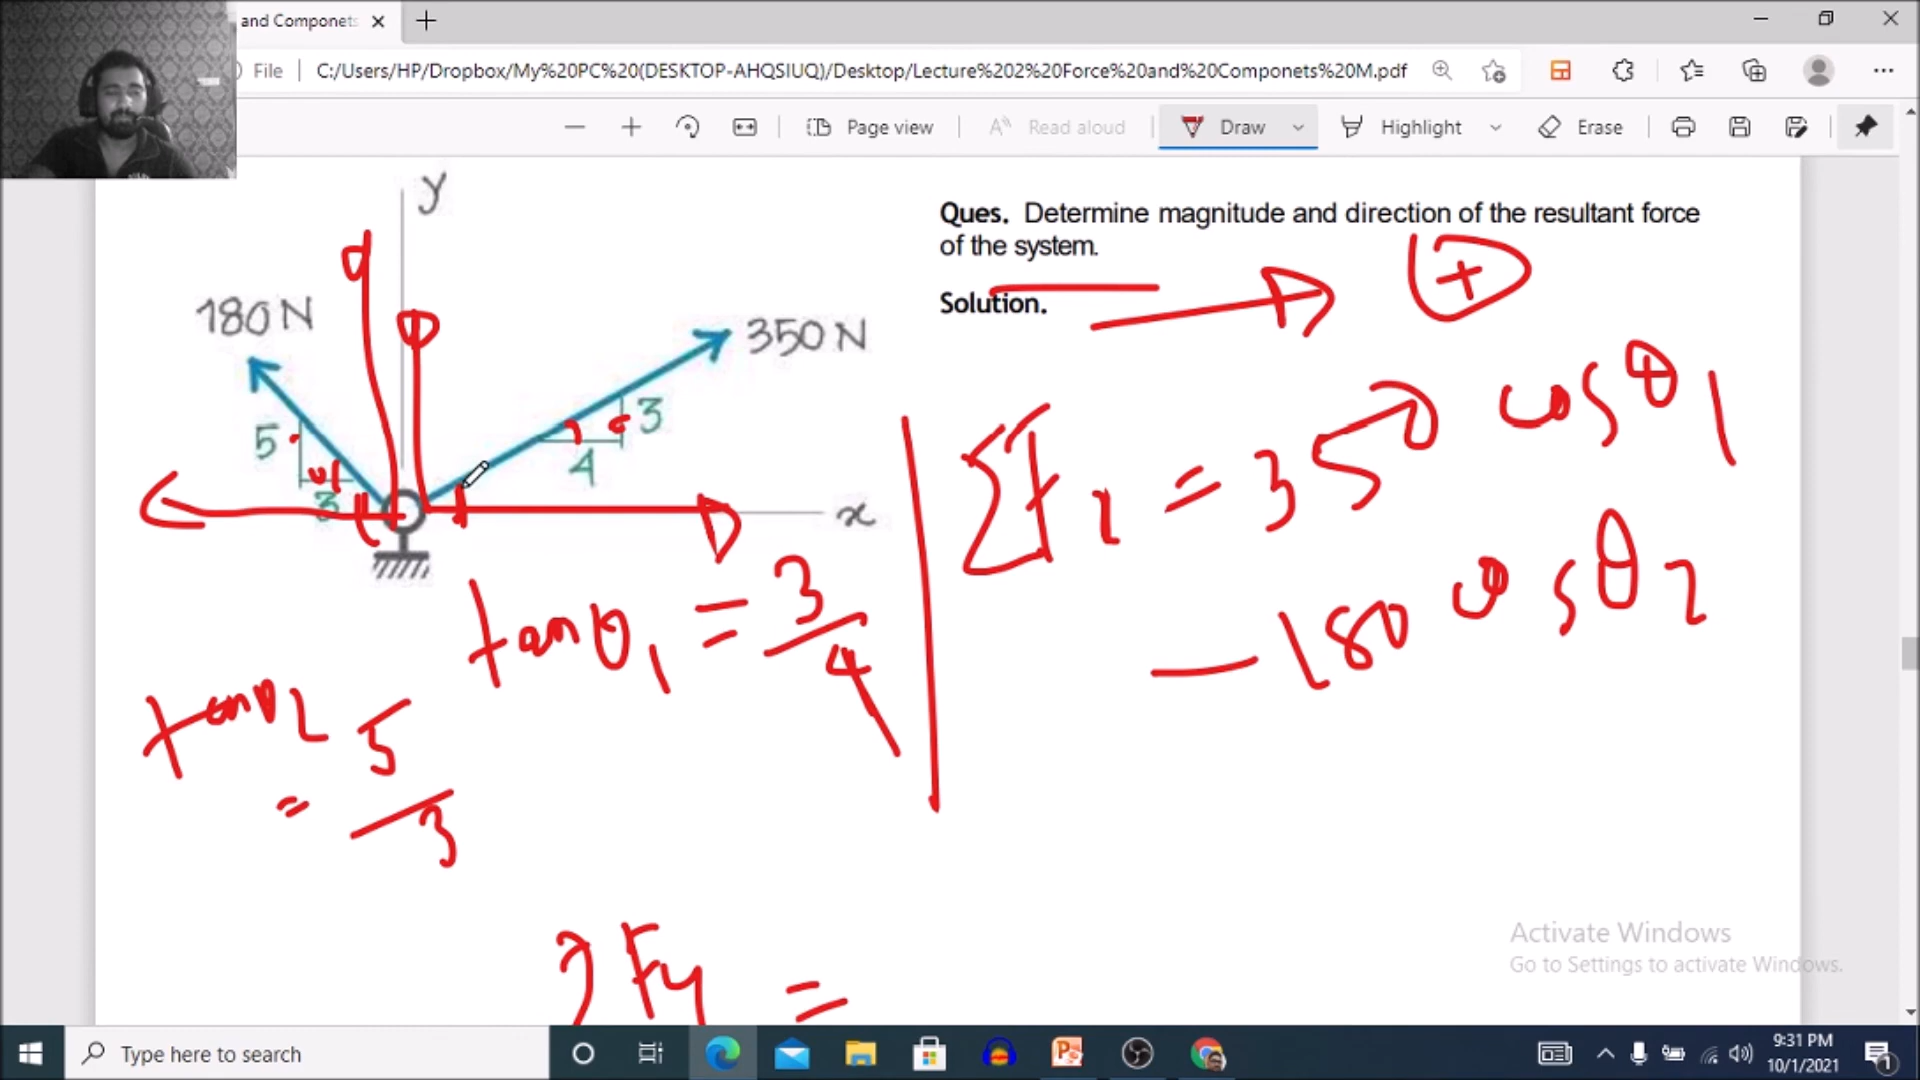 and Componets
File
C:/Users/HP/Dropbox/My%20PC%20(DESKTOP-AHQSIUQ)/Desktop/Lecture%202%20Force%20and%20Componets%20M.pdf
Page view
Read aloud
Draw
Highlight
Erase
y
180 N
350 N
5
3
3
4
x
tanθ1 = 3/4
tanθ2
= 5/3
Ques. Determine magnitude and direction of the resultant force
of the system.
Solution.
+
ΣFx = 350 cosθ1
-180 cosθ2
ΣFy =
Activate Windows
Go to Settings to activate Windows.
Type here to search
9:31 PM
10/1/2021
1